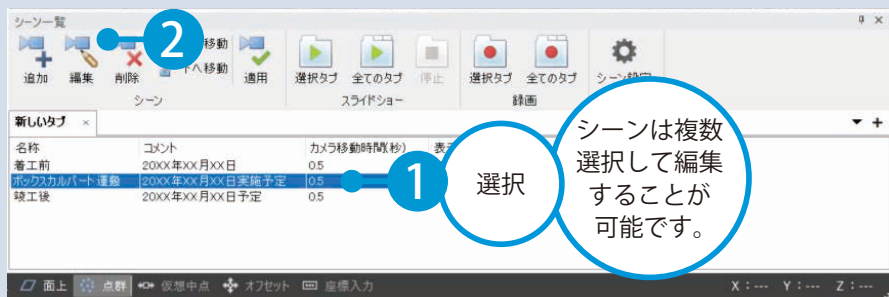 シーン一覧
2
追加 編集 削除 移動 下へ移動 適用 選択タブ 全てのタブ 停止 選択タブ 全てのタブ シーン設定
シーン スライドショー 録画
新しいタブ
名称 コメント カメラ移動時間(秒)
着工前 20XX年XX月XX日 0.5
ボックスカルバート運搬 20XX年XX月XX日実施予定 0.5
竣工後 20XX年XX月XX日予定 0.5
1
選択
シーンは複数
選択して編集
することが
可能です。
面上 点群 仮想中点 オフセット 座標入力 X:--- Y:--- Z:---